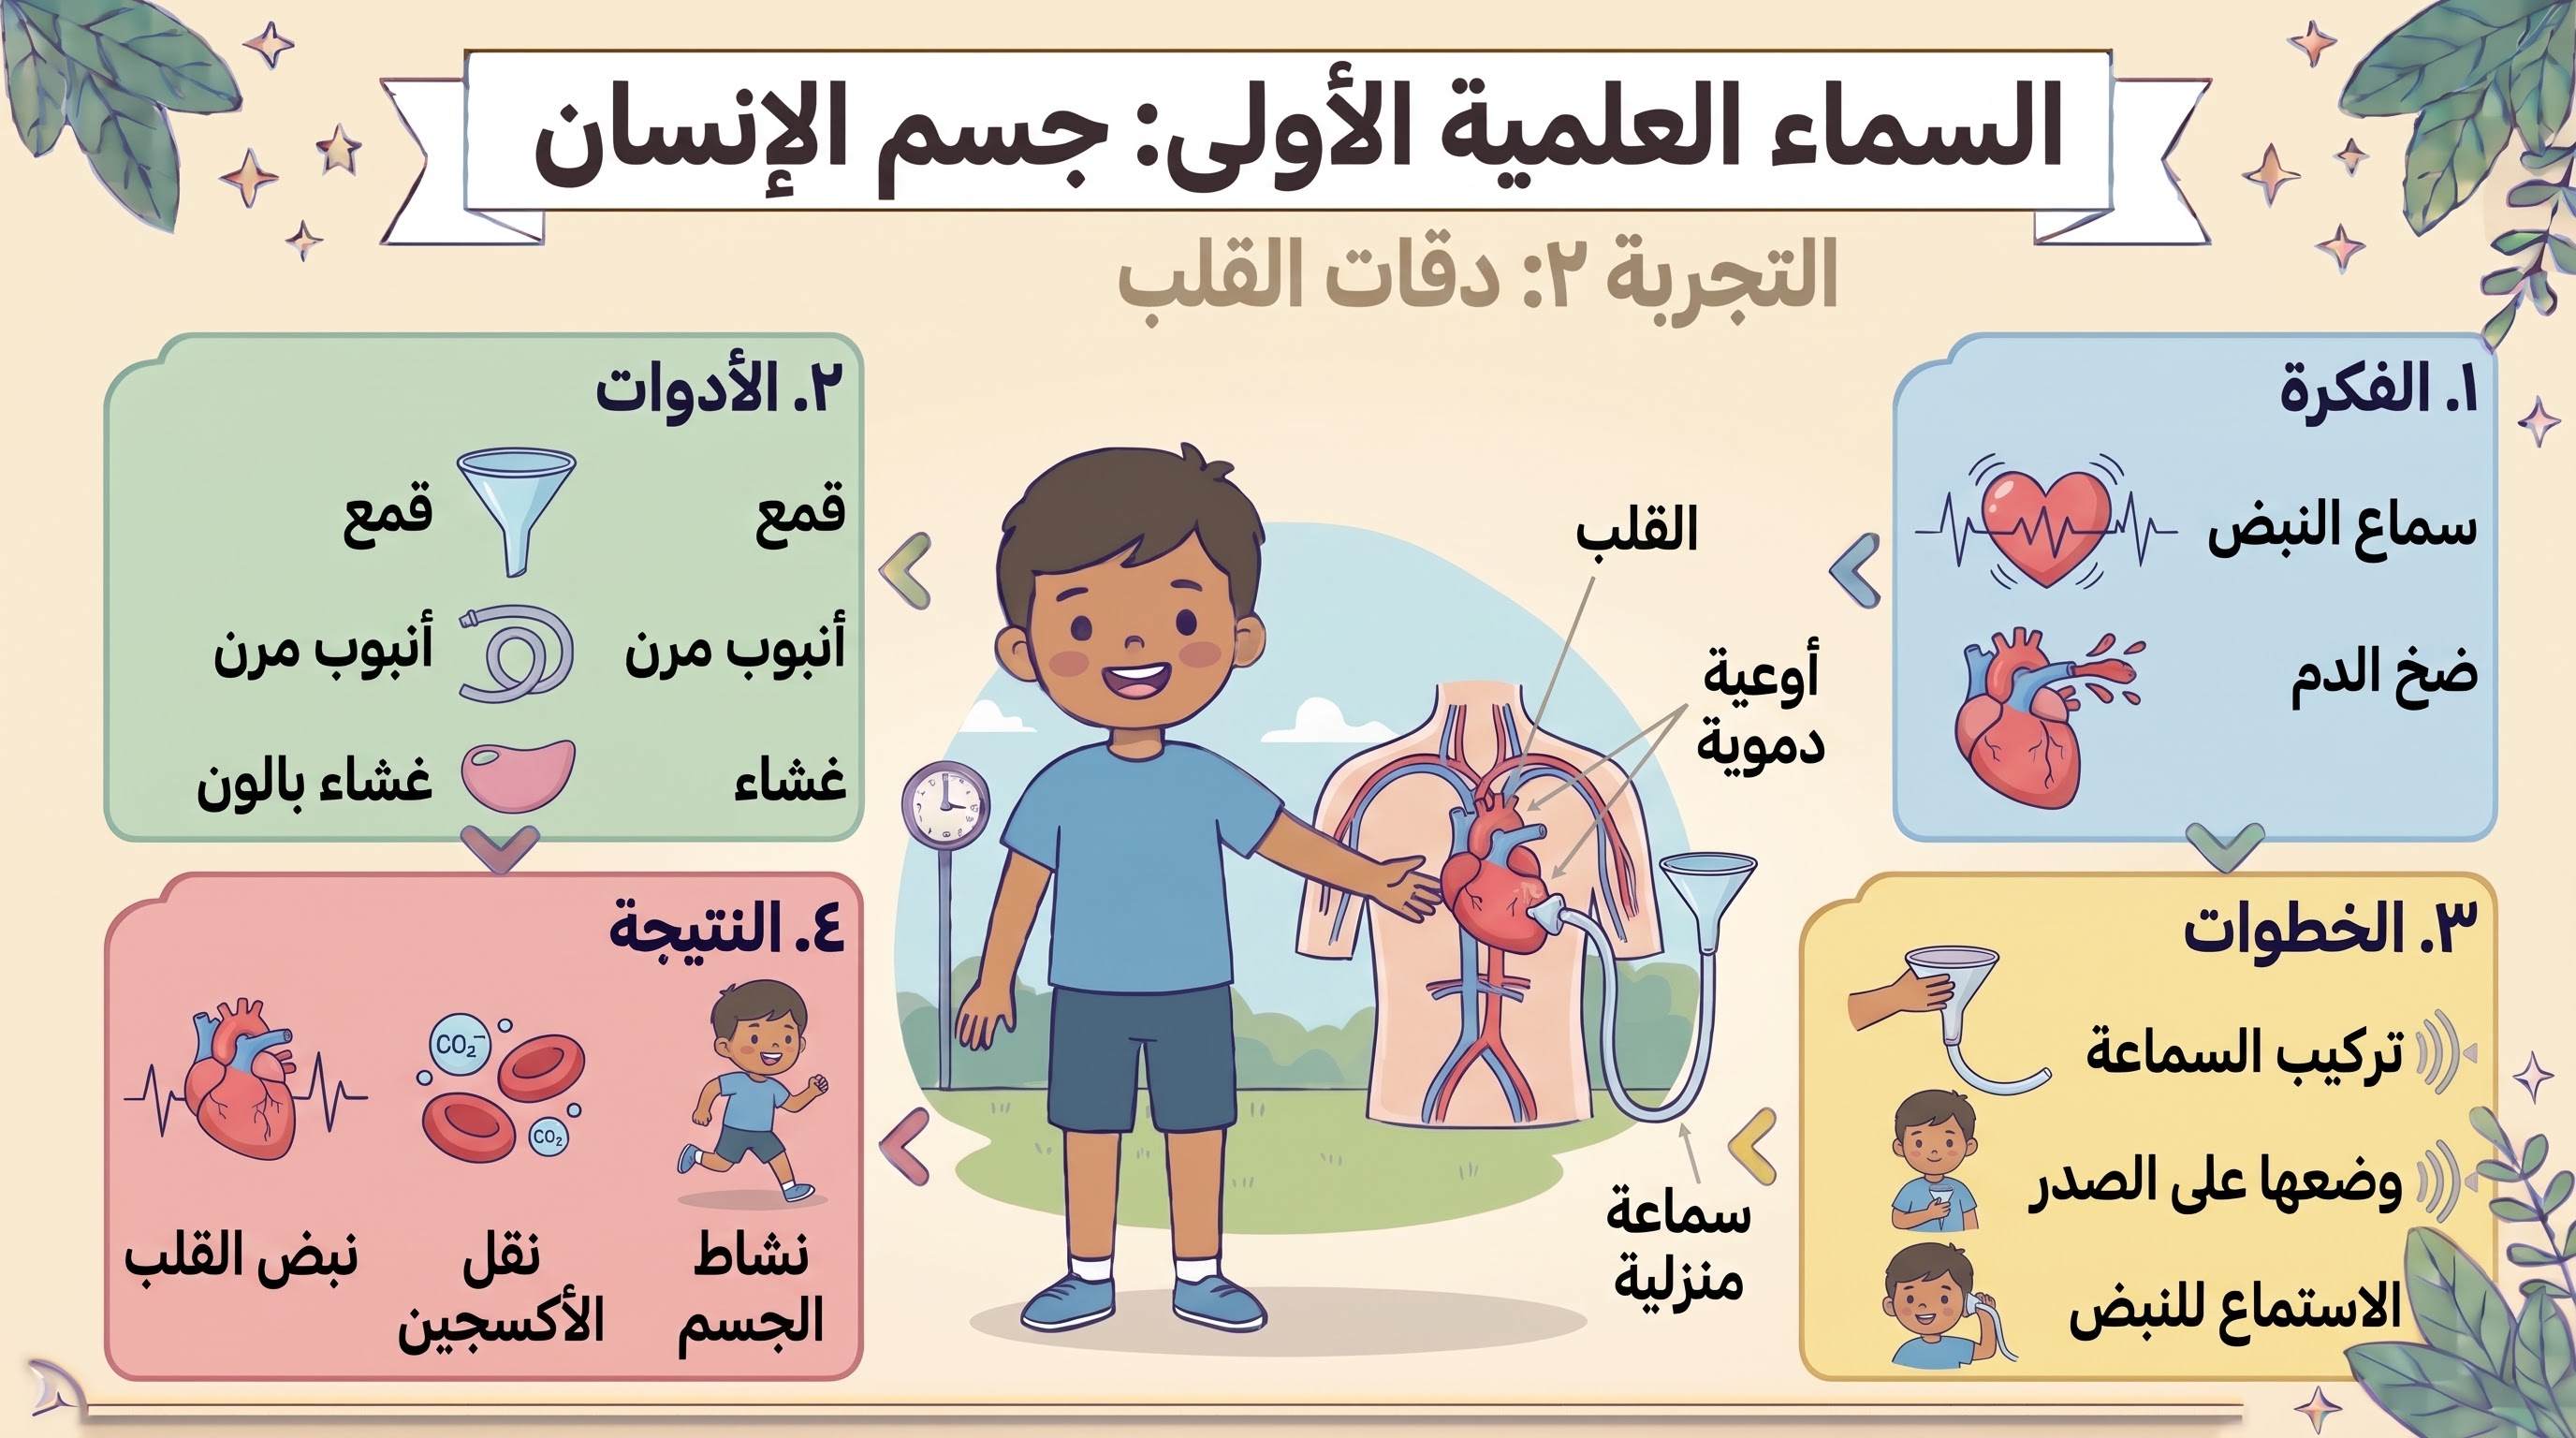 السماء العلمية الأولى: جسم الإنسان
التجربة ٢: دقات القلب
١. الفكرة
سماع النبض
ضخ الدم
القلب
أوعية
دموية
سماعة
منزلية
٢. الأدوات
قمع
قمع
أنبوب مرن
أنبوب مرن
غشاء
غشاء بالون
٣. الخطوات
تركيب السماعة
وضعها على الصدر
الاستماع للنبض
٤. النتيجة
CO₂⁻
CO₂
نشاط
الجسم
نقل
الأكسجين
نبض القلب